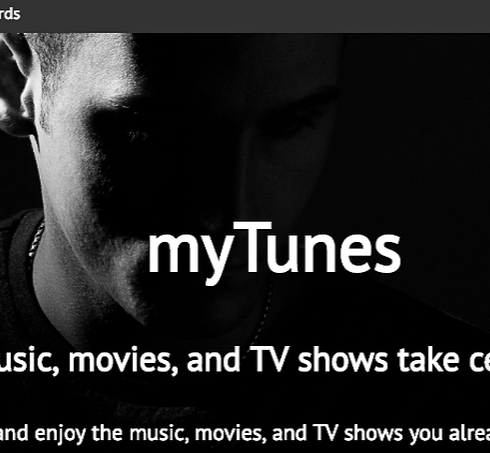 rds
myTunes
usic, movies, and TV shows take ce
and enjoy the music, movies, and TV shows you alrea